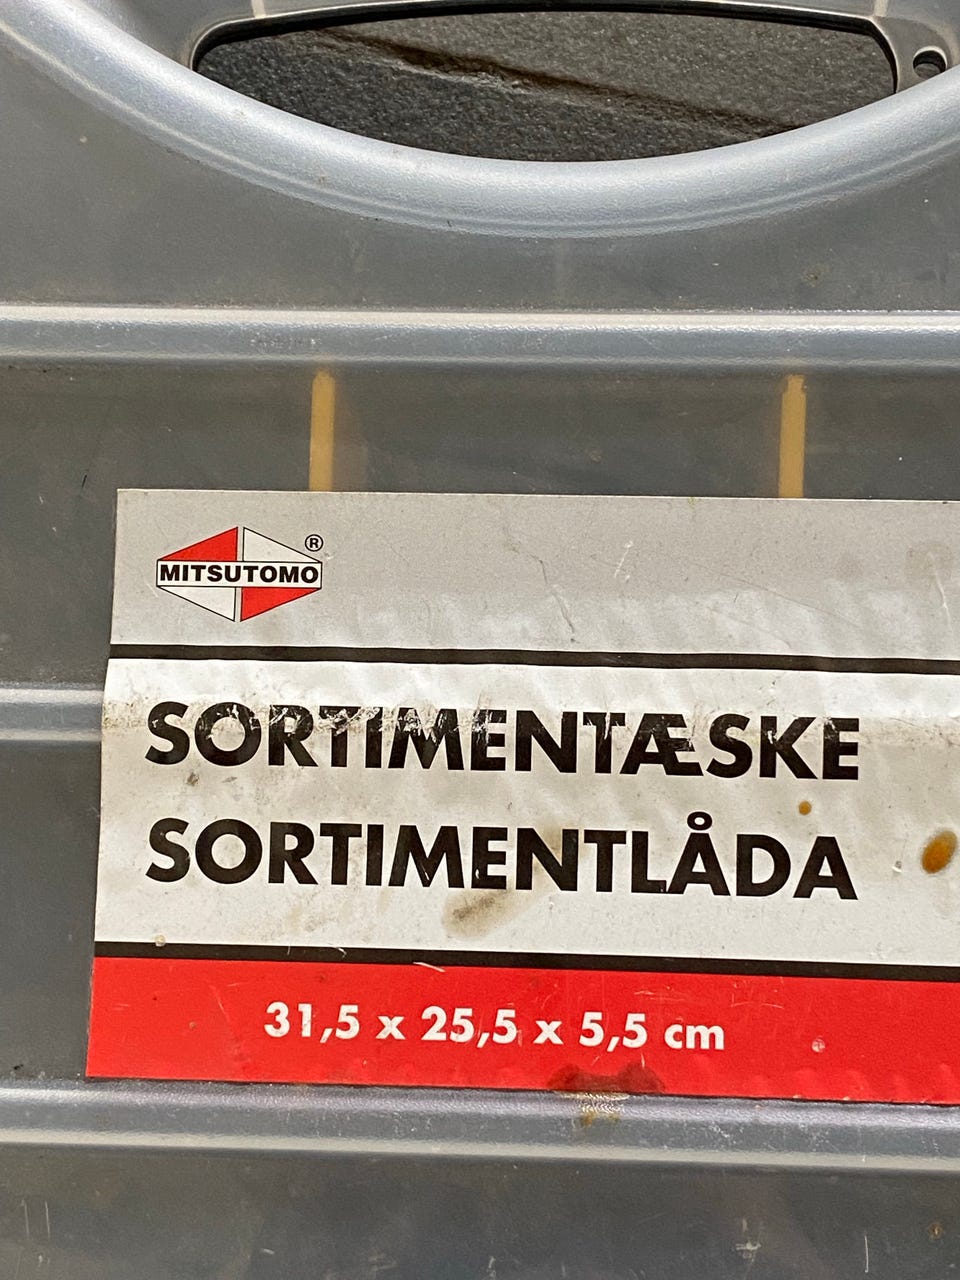 MITSUTOMO ®
SORTIMENTÆSKE
SORTIMENTLÅDA
31,5 x 25,5 x 5,5 cm